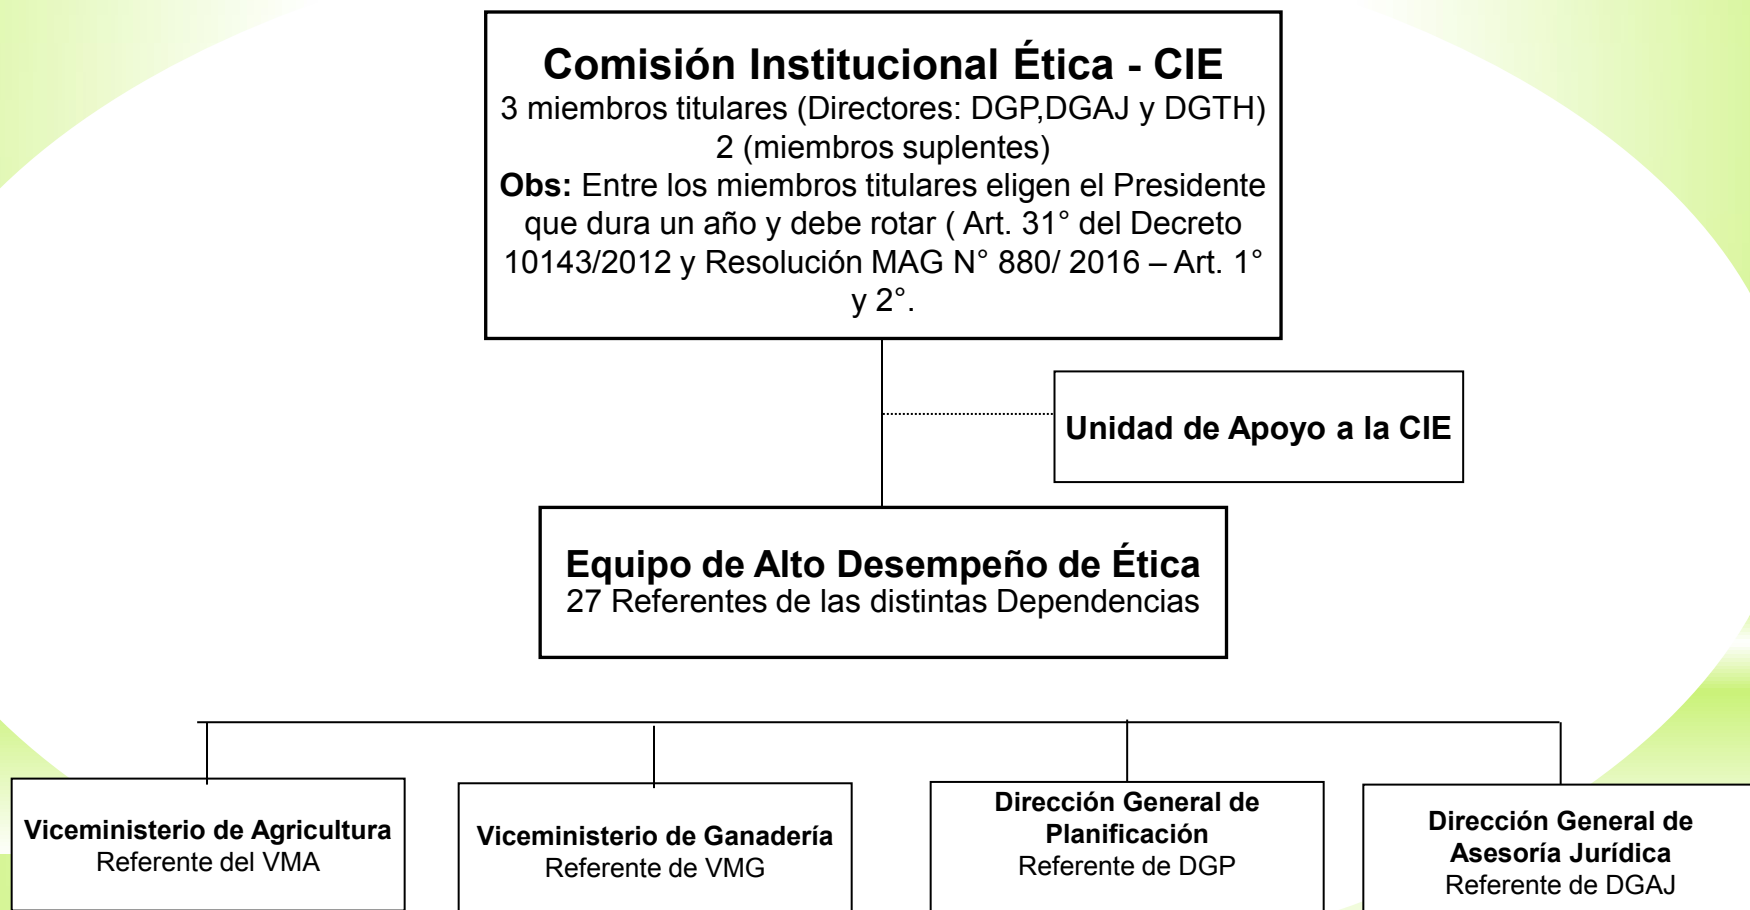 Comisión Institucional Ética - CIE
3 miembros titulares (Directores: DGP,DGAJ y DGTH)
2 (miembros suplentes)
Obs: Entre los miembros titulares eligen el Presidente
que dura un año y debe rotar ( Art. 31° del Decreto
10143/2012 y Resolución MAG N° 880/ 2016 – Art. 1°
y 2°.
Unidad de Apoyo a la CIE
Equipo de Alto Desempeño de Ética
27 Referentes de las distintas Dependencias
Viceministerio de Agricultura
Referente del VMA
Viceministerio de Ganadería
Referente de VMG
Dirección General de
Planificación
Referente de DGP
Dirección General de
Asesoría Jurídica
Referente de DGAJ